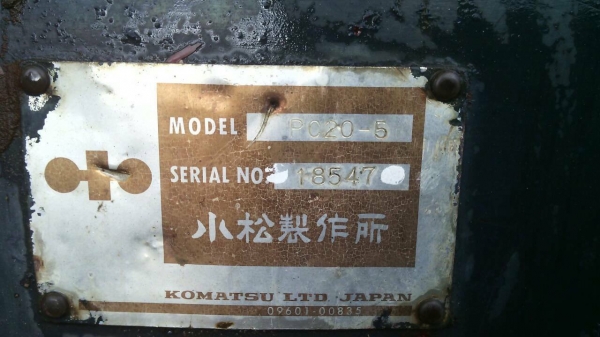 MODEL PC20-5
SERIAL NO. 18547
小松製作所
KOMATSU LTD JAPAN
09601-00835